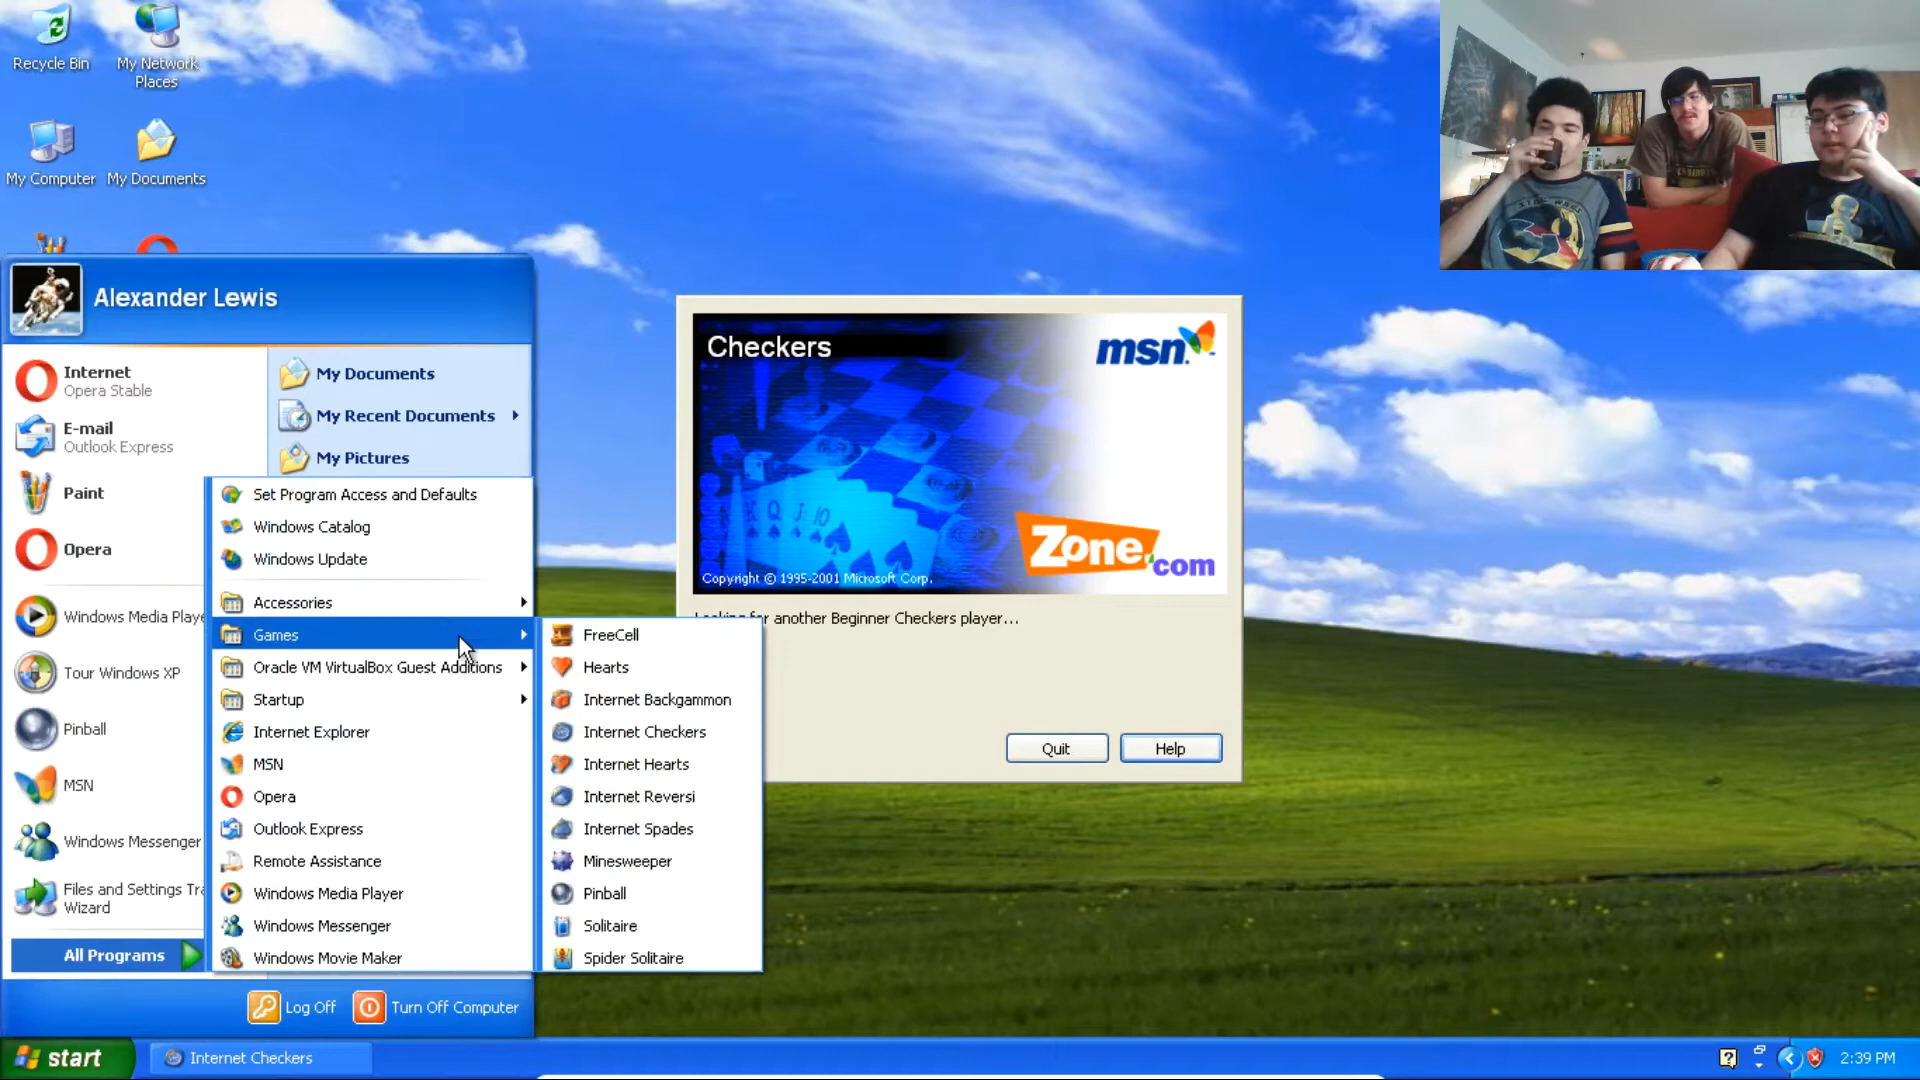 Recycle Bin
My Network
Places
My Computer
My Documents
Alexander Lewis
Internet
Opera Stable
E-mail
Outlook Express
Paint
Opera
Windows Media Playe
Tour Windows XP
Pinball
MSN
Windows Messenger
Files and Settings Tra
Wizard
All Programs
My Documents
My Recent Documents
My Pictures
Set Program Access and Defaults
Windows Catalog
Windows Update
Accessories
Games
Oracle VM VirtualBox Guest Additions
Startup
Internet Explorer
MSN
Opera
Outlook Express
Remote Assistance
Windows Media Player
Windows Messenger
Windows Movie Maker
FreeCell
Hearts
Internet Backgammon
Internet Checkers
Internet Hearts
Internet Reversi
Internet Spades
Minesweeper
Pinball
Solitaire
Spider Solitaire
Log Off
Turn Off Computer
Checkers
msn
K Q J 10
Zone.com
Copyright © 1995-2001 Microsoft Corp.
Looking for another Beginner Checkers player...
Quit
Help
start
Internet Checkers
2:39 PM